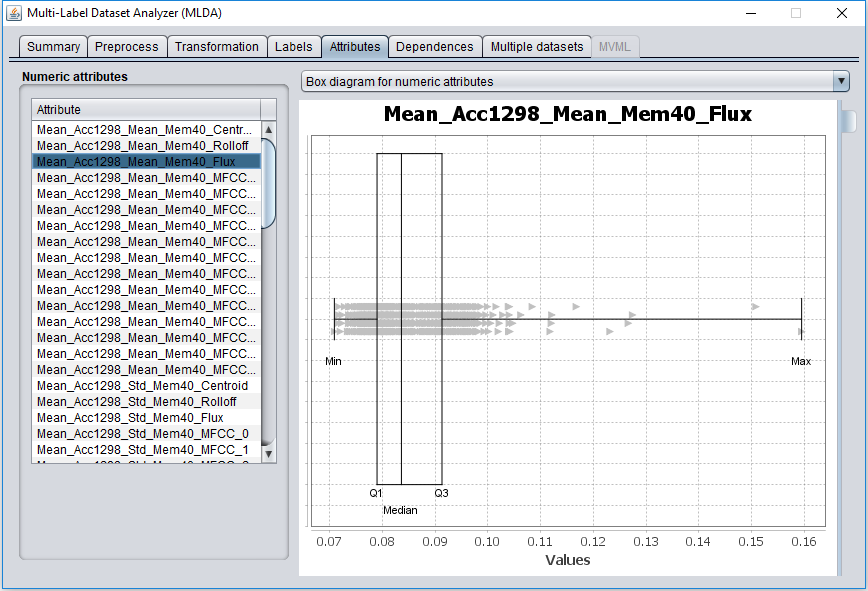 Multi-Label Dataset Analyzer (MLDA)
Summary Preprocess Transformation Labels Attributes Dependences Multiple datasets MVML
Numeric attributes
Box diagram for numeric attributes
Attribute
Mean_Acc1298_Mean_Mem40_Centr...
Mean_Acc1298_Mean_Mem40_Rolloff
Mean_Acc1298_Mean_Mem40_Flux
Mean_Acc1298_Mean_Mem40_MFCC...
Mean_Acc1298_Mean_Mem40_MFCC...
Mean_Acc1298_Mean_Mem40_MFCC...
Mean_Acc1298_Mean_Mem40_MFCC...
Mean_Acc1298_Mean_Mem40_MFCC...
Mean_Acc1298_Mean_Mem40_MFCC...
Mean_Acc1298_Mean_Mem40_MFCC...
Mean_Acc1298_Mean_Mem40_MFCC...
Mean_Acc1298_Mean_Mem40_MFCC...
Mean_Acc1298_Mean_Mem40_MFCC...
Mean_Acc1298_Mean_Mem40_MFCC...
Mean_Acc1298_Mean_Mem40_MFCC...
Mean_Acc1298_Mean_Mem40_MFCC...
Mean_Acc1298_Std_Mem40_Centroid
Mean_Acc1298_Std_Mem40_Rolloff
Mean_Acc1298_Std_Mem40_Flux
Mean_Acc1298_Std_Mem40_MFCC_0
Mean_Acc1298_Std_Mem40_MFCC_1
Mean_Acc1298_Mean_Mem40_Flux
Min
Max
Q1
Q3
Median
0.07 0.08 0.09 0.10 0.11 0.12 0.13 0.14 0.15 0.16
Values